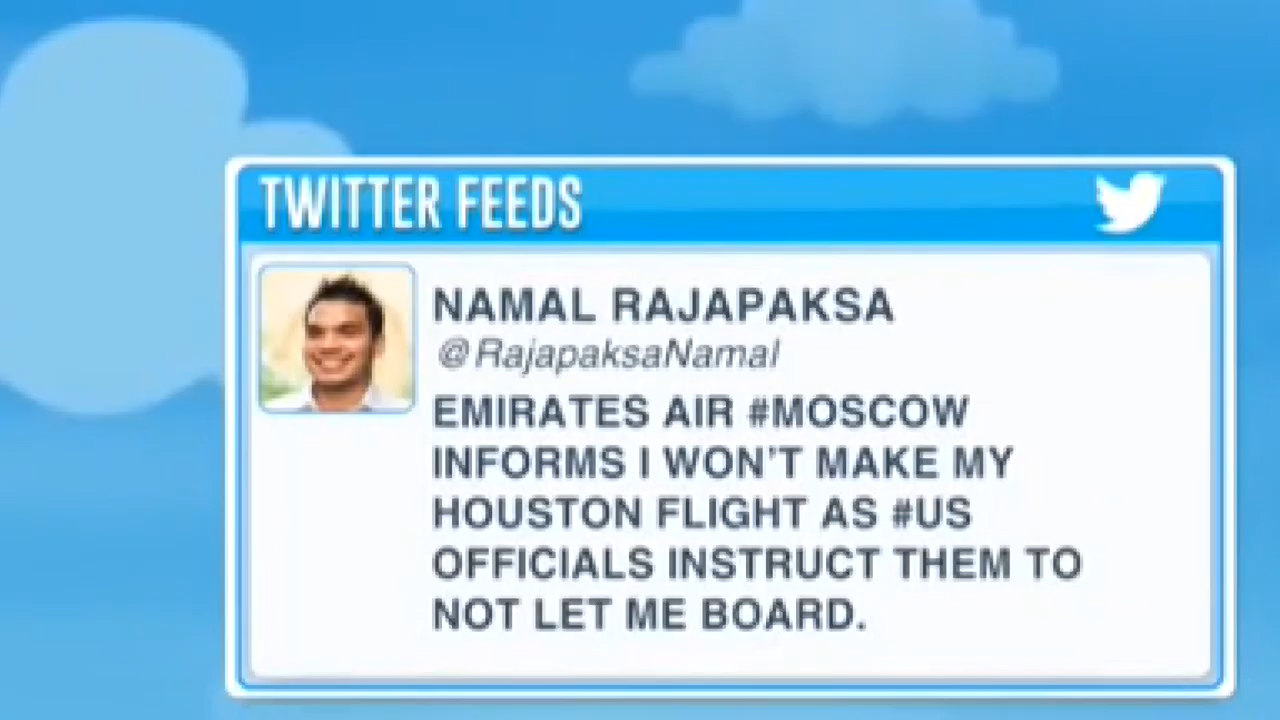 TWITTER FEEDS
NAMAL RAJAPAKSA
@RajapaksaNamal
EMIRATES AIR #MOSCOW
INFORMS I WON'T MAKE MY
HOUSTON FLIGHT AS #US
OFFICIALS INSTRUCT THEM TO
NOT LET ME BOARD.